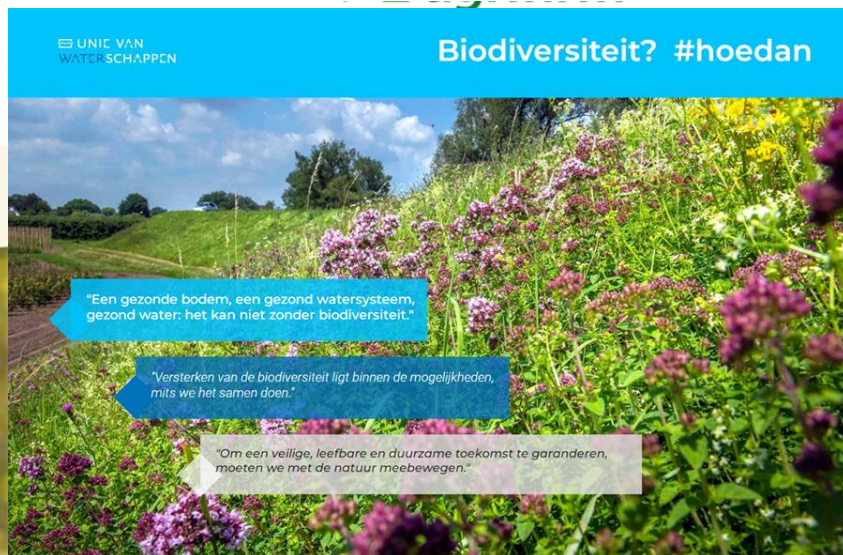 UNIE VAN
WATERSCHAPPEN
Biodiversiteit? #hoedan
"Een gezonde bodem, een gezond watersysteem,
gezond water: het kan niet zonder biodiversiteit."
"Versterken van de biodiversiteit ligt binnen de mogelijkheden,
mits we het samen doen."
"Om een veilige, leefbare en duurzame toekomst te garanderen,
moeten we met de natuur meebewegen."